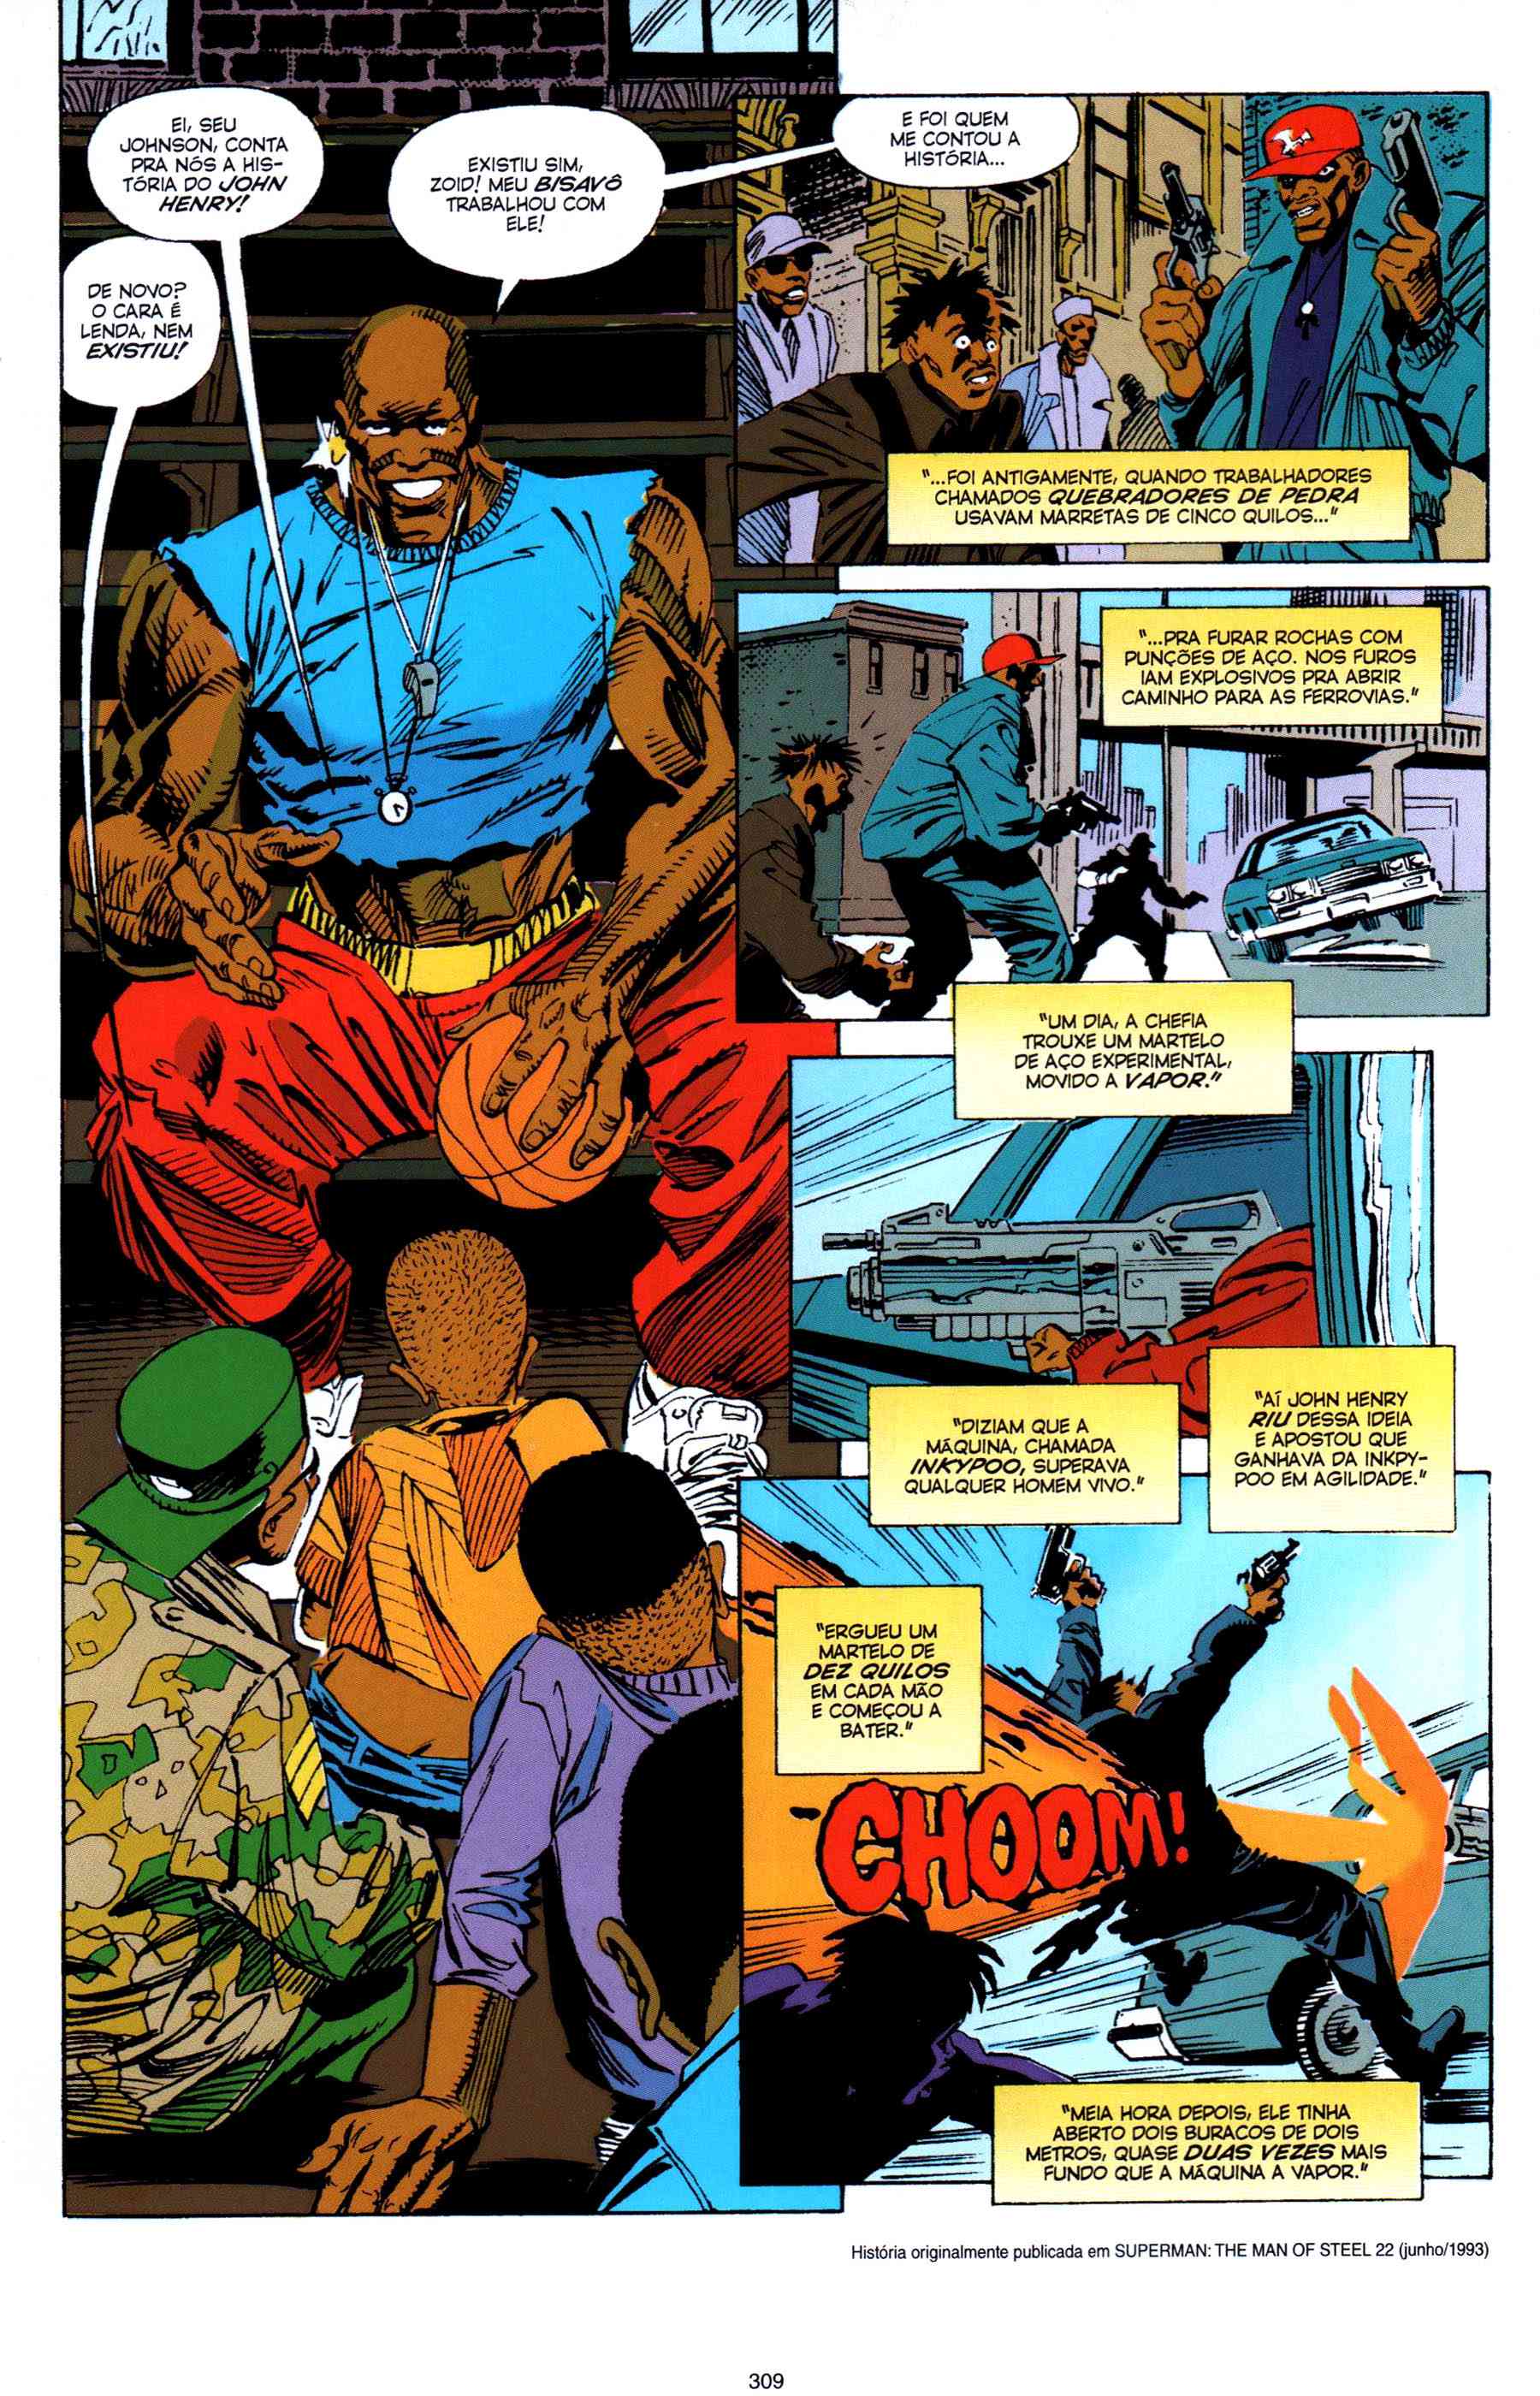 EI, SEU
JOHNSON, CONTA
PRA NÓS A HIS-
TÓRIA DO JOHN
HENRY!
DE NOVO?
O CARA É
LENDA, NEM
EXISTIU!
EXISTIU SIM,
ZOID! MEU BISAVÔ
TRABALHOU COM
ELE!
E FOI QUEM
ME CONTOU A
HISTÓRIA...
"...FOI ANTIGAMENTE, QUANDO TRABALHADORES
CHAMADOS QUEBRADORES DE PEDRA
USAVAM MARRETAS DE CINCO QUILOS..."
"...PRA FURAR ROCHAS COM
PUNÇÕES DE AÇO. NOS FUROS
IAM EXPLOSIVOS PRA ABRIR
CAMINHO PARA AS FERROVIAS."
"UM DIA, A CHEFIA
TROUXE UM MARTELO
DE AÇO EXPERIMENTAL,
MOVIDO A VAPOR."
"DIZIAM QUE A
MÁQUINA, CHAMADA
INKYPOO, SUPERAVA
QUALQUER HOMEM VIVO."
"AÍ JOHN HENRY
RIU DESSA IDEIA
E APOSTOU QUE
GANHAVA DA INKPY-
POO EM AGILIDADE."
"ERGUEU UM
MARTELO DE
DEZ QUILOS
EM CADA MÃO
E COMEÇOU A
BATER."
CHOOM!
"MEIA HORA DEPOIS, ELE TINHA
ABERTO DOIS BURACOS DE DOIS
METROS, QUASE DUAS VEZES MAIS
FUNDO QUE A MÁQUINA A VAPOR."
História originalmente publicada em SUPERMAN: THE MAN OF STEEL 22 (junho/1993)
309